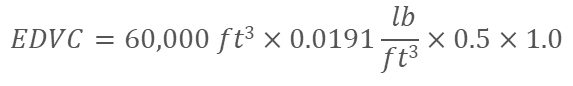 EDVC = 60,000 ft³ × 0.0191 lb/ft³ × 0.5 × 1.0